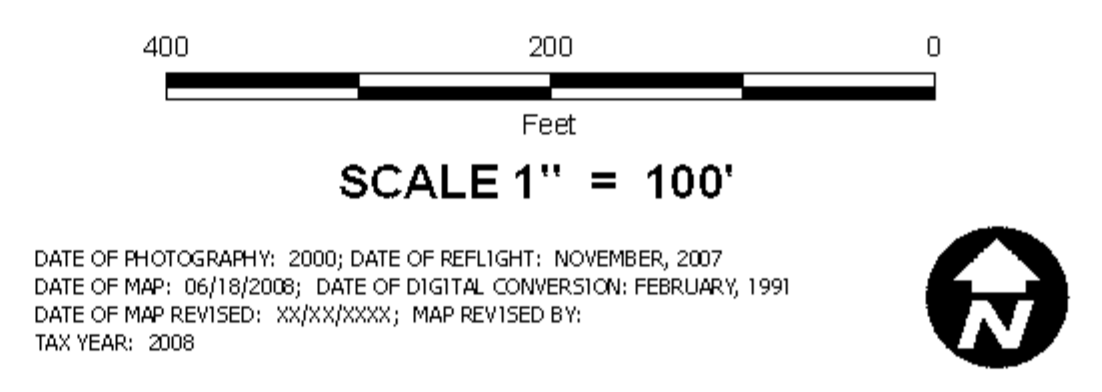 400 200 0
Feet
SCALE 1" = 100'
DATE OF PHOTOGRAPHY: 2000; DATE OF REFLIGHT: NOVEMBER, 2007
DATE OF MAP: 06/18/2008; DATE OF DIGITAL CONVERSION: FEBRUARY, 1991
DATE OF MAP REVISED: XX/XX/XXXX; MAP REVISED BY:
TAX YEAR: 2008
N